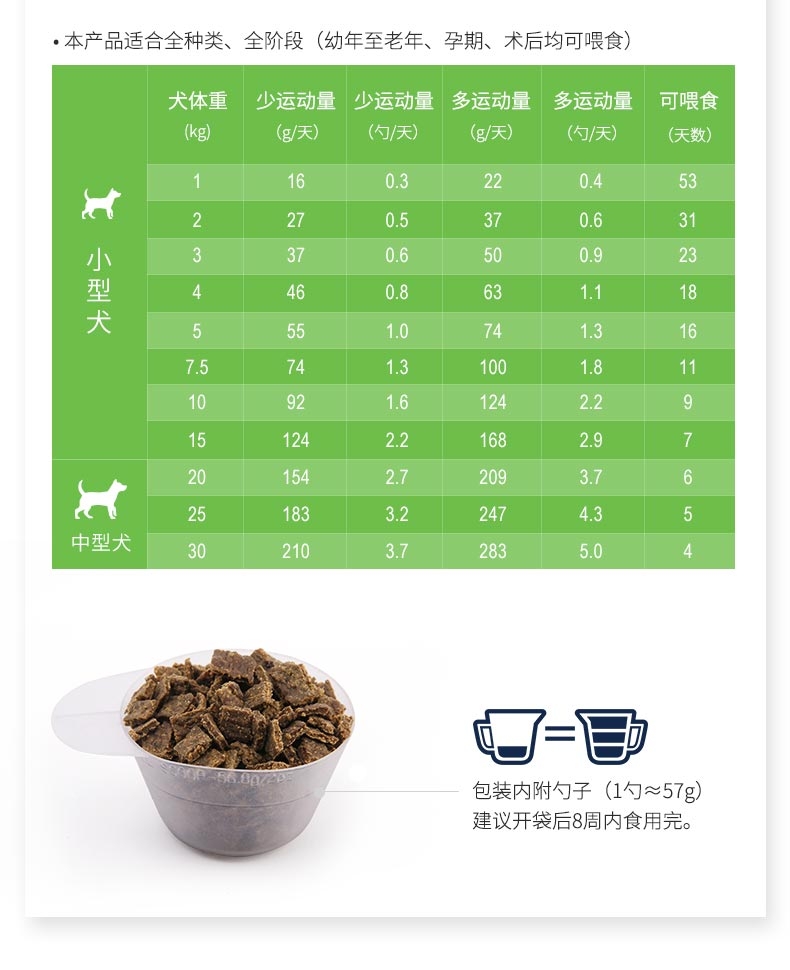 • 本产品适合全种类、全阶段（幼年至老年、孕期、术后均可喂食）
犬体重 少运动量 少运动量 多运动量 多运动量 可喂食
(kg) （g/天） （勺/天） （g/天） （勺/天） （天数）
小型犬
1 16 0.3 22 0.4 53
2 27 0.5 37 0.6 31
3 37 0.6 50 0.9 23
4 46 0.8 63 1.1 18
5 55 1.0 74 1.3 16
7.5 74 1.3 100 1.8 11
10 92 1.6 124 2.2 9
15 124 2.2 168 2.9 7
中型犬
20 154 2.7 209 3.7 6
25 183 3.2 247 4.3 5
30 210 3.7 283 5.0 4
包装内附勺子（1勺≈57g）
建议开袋后8周内食用完。